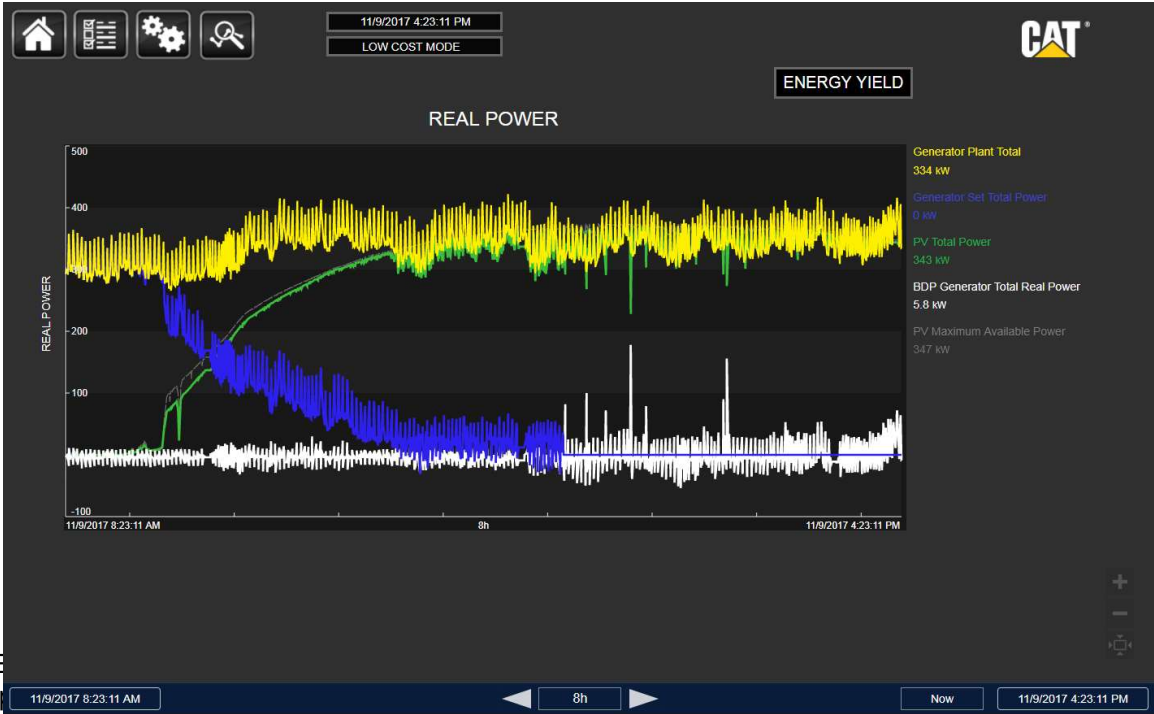 11/9/2017 4:23:11 PM
LOW COST MODE
CAT
ENERGY YIELD
REAL POWER
500
400
300
200
100
-100
REAL POWER
11/9/2017 8:23:11 AM
8h
11/9/2017 4:23:11 PM
Generator Plant Total
334 kW
Generator Set Total Power
0 kW
PV Total Power
343 kW
BDP Generator Total Real Power
5.8 kW
PV Maximum Available Power
347 kW
11/9/2017 8:23:11 AM
8h
Now
11/9/2017 4:23:11 PM